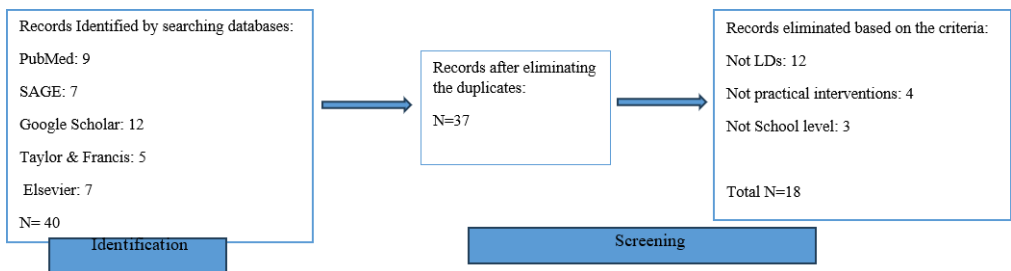 Records Identified by searching databases:
PubMed: 9
SAGE: 7
Google Scholar: 12
Taylor & Francis: 5
Elsevier: 7
N= 40
Identification
Records after eliminating
the duplicates:
N=37
Records eliminated based on the criteria:
Not LDs: 12
Not practical interventions: 4
Not School level: 3
Total N=18
Screening